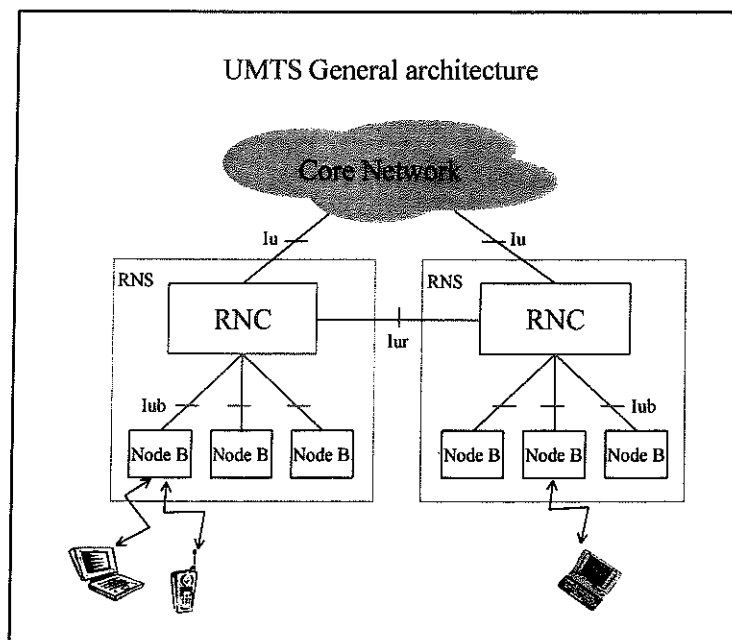 UMTS General architecture
Core Network
Iu
Iu
RNS
RNS
RNC
RNC
Iur
Iub
Iub
Node B
Node B
Node B
Node B
Node B
Node B